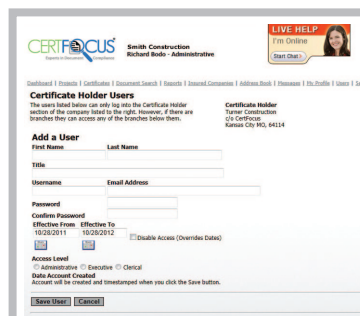 CERTFOCUS
Experts in Document Compliance
Smith Construction
Richard Bodo - Administrative
LIVE HELP
I'm Online
Start Chat
Dashboard | Projects | Certificates | Document Search | Reports | Insured Companies | Address Book | Messages | My Profile | Users |
Certificate Holder Users
The users listed below can only log into the Certificate Holder
section of the company listed to the right. However, if there are
branches they can access any of the branches below them.
Certificate Holder
Turner Construction
c/o CertFocus
Kansas City MO, 64114
Add a User
First Name Last Name
Title
Username Email Address
Password
Confirm Password
Effective From Effective To
10/28/2011 10/28/2012
Disable Access (Overrides Dates)
Access Level
Administrative Executive Clerical
Date Account Created
Account will be created and timestamped when you click the Save button.
Save User Cancel